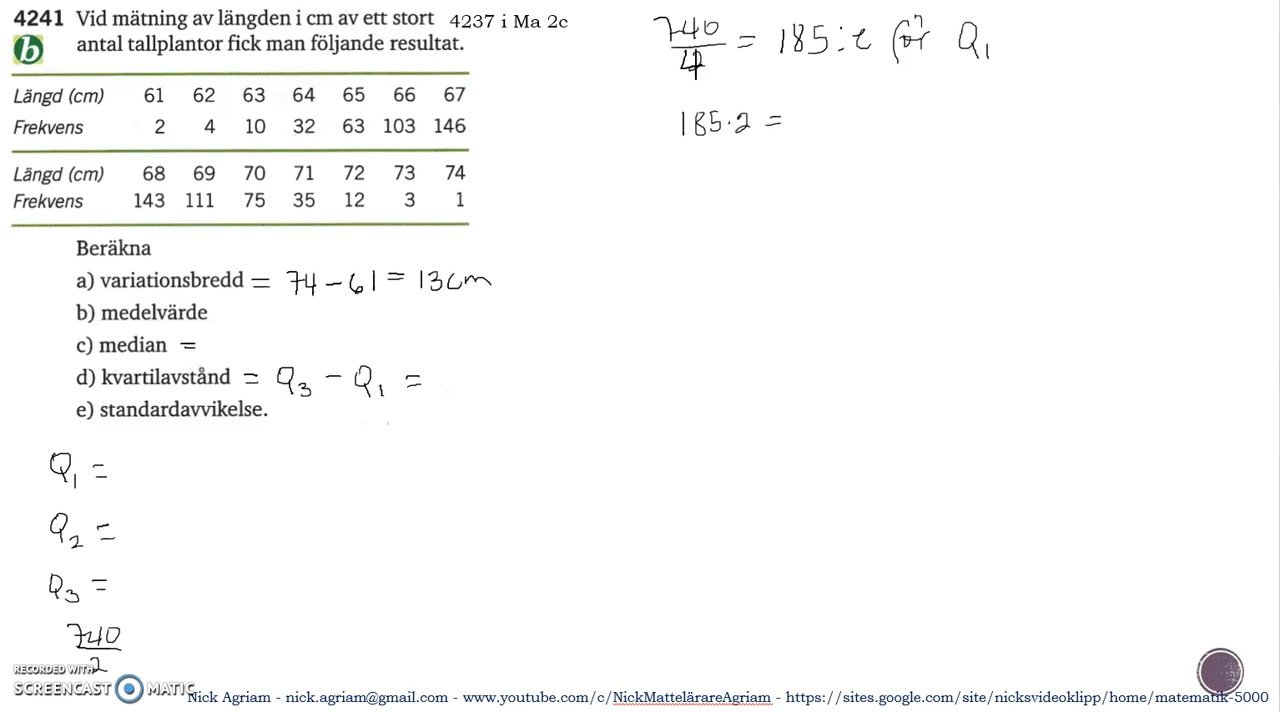 4241 Vid mätning av längden i cm av ett stort 4237 i Ma 2c
b antal tallplantor fick man följande resultat.
Längd (cm) 61 62 63 64 65 66 67
Frekvens 2 4 10 32 63 103 146
Längd (cm) 68 69 70 71 72 73 74
Frekvens 143 111 75 35 12 3 1
Beräkna
a) variationsbredd = 74 - 61 = 13 cm
b) medelvärde
c) median =
d) kvartilavstånd = Q3 - Q1 =
e) standardavvikelse.
Q1 =
Q2 =
Q3 =
740
2
740
4 = 185:e för Q1
185·2 =
RECORDED WITH
SCREENCAST MATIC
Nick Agriam - nick.agriam@gmail.com - www.youtube.com/c/NickMattelärareAgriam - https://sites.google.com/site/nicksvideoklipp/home/matematik-5000